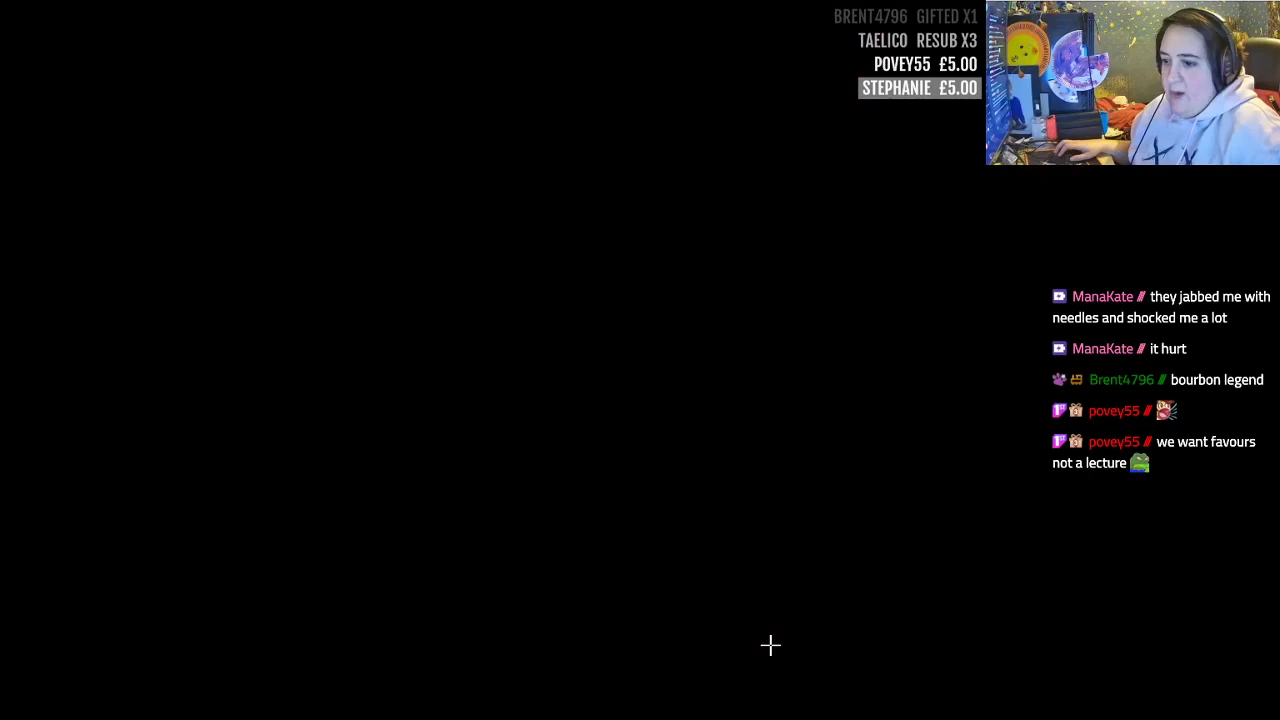 BRENT4796 GIFTED X1
TAELICO RESUB X3
POVEY55 £5.00
STEPHANIE £5.00
ManaKate // they jabbed me with
needles and shocked me a lot
ManaKate // it hurt
Brent4796 // bourbon legend
povey55 //
povey55 // we want favours
not a lecture